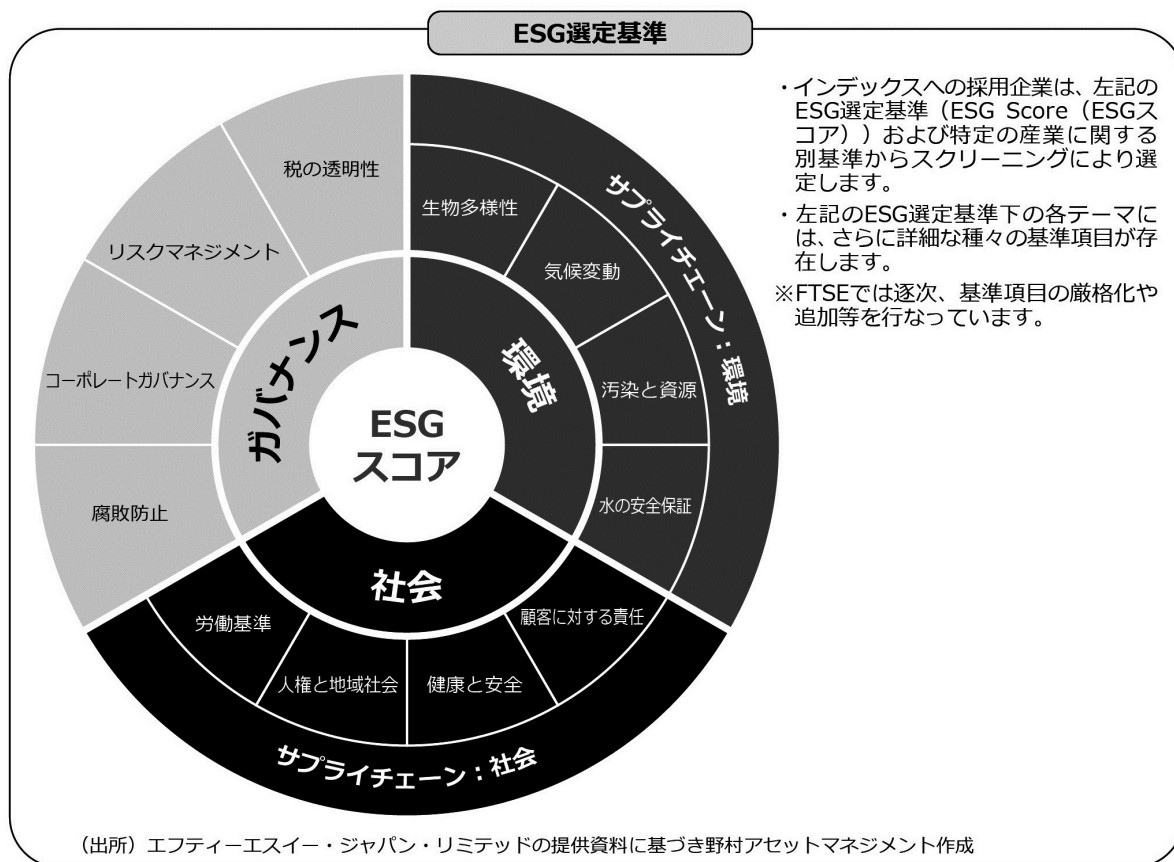 ESG選定基準
税の透明性
リスクマネジメント
コーポレートガバナンス
腐敗防止
ガバナンス
生物多様性
気候変動
汚染と資源
水の安全保証
環境
サプライチェーン：環境
ESG
スコア
社会
労働基準
人権と地域社会
健康と安全
顧客に対する責任
サプライチェーン：社会
・インデックスへの採用企業は、左記の
ESG選定基準（ESG Score（ESGス
コア））および特定の産業に関する
別基準からスクリーニングにより選
定します。
・左記のESG選定基準下の各テーマに
は、さらに詳細な種々の基準項目が存
在します。
※FTSEでは逐次、基準項目の厳格化や
追加等を行なっています。
（出所）エフティーエスイー・ジャパン・リミテッドの提供資料に基づき野村アセットマネジメント作成